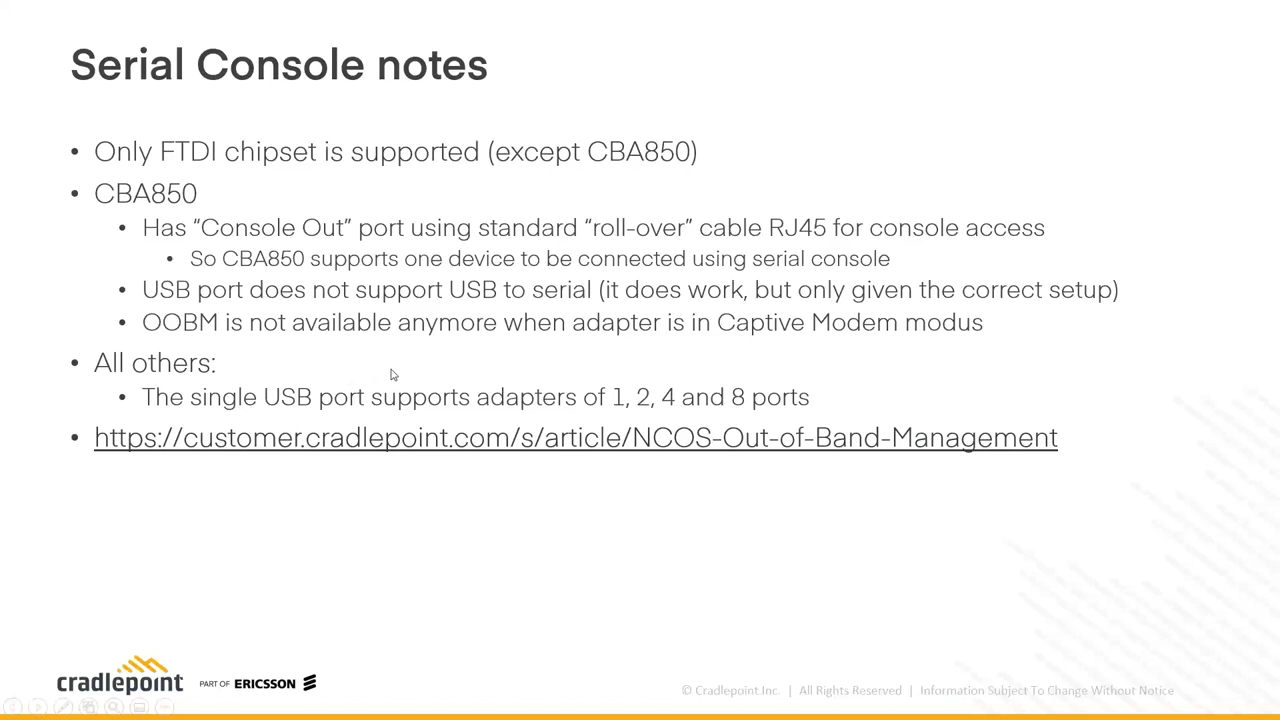 Serial Console notes
• Only FTDI chipset is supported (except CBA850)
• CBA850
• Has “Console Out” port using standard “roll-over” cable RJ45 for console access
• So CBA850 supports one device to be connected using serial console
• USB port does not support USB to serial (it does work, but only given the correct setup)
• OOBM is not available anymore when adapter is in Captive Modem modus
• All others:
• The single USB port supports adapters of 1, 2, 4 and 8 ports
• https://customer.cradlepoint.com/s/article/NCOS-Out-of-Band-Management
cradlepoint PART OF ERICSSON
© Cradlepoint Inc. | All Rights Reserved | Information Subject To Change Without Notice